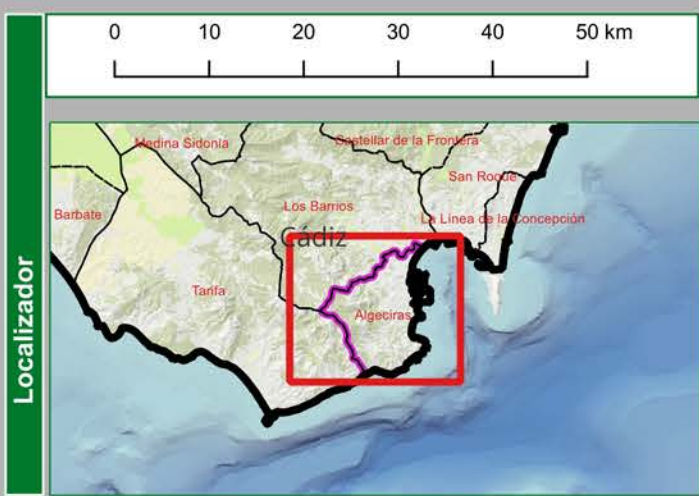 0 10 20 30 40 50 km
Localizador
Medina Sidonia
Castellar de la Frontera
San Roque
Barbate
Los Barrios
La Línea de la Concepción
Cádiz
Tarifa
Algeciras